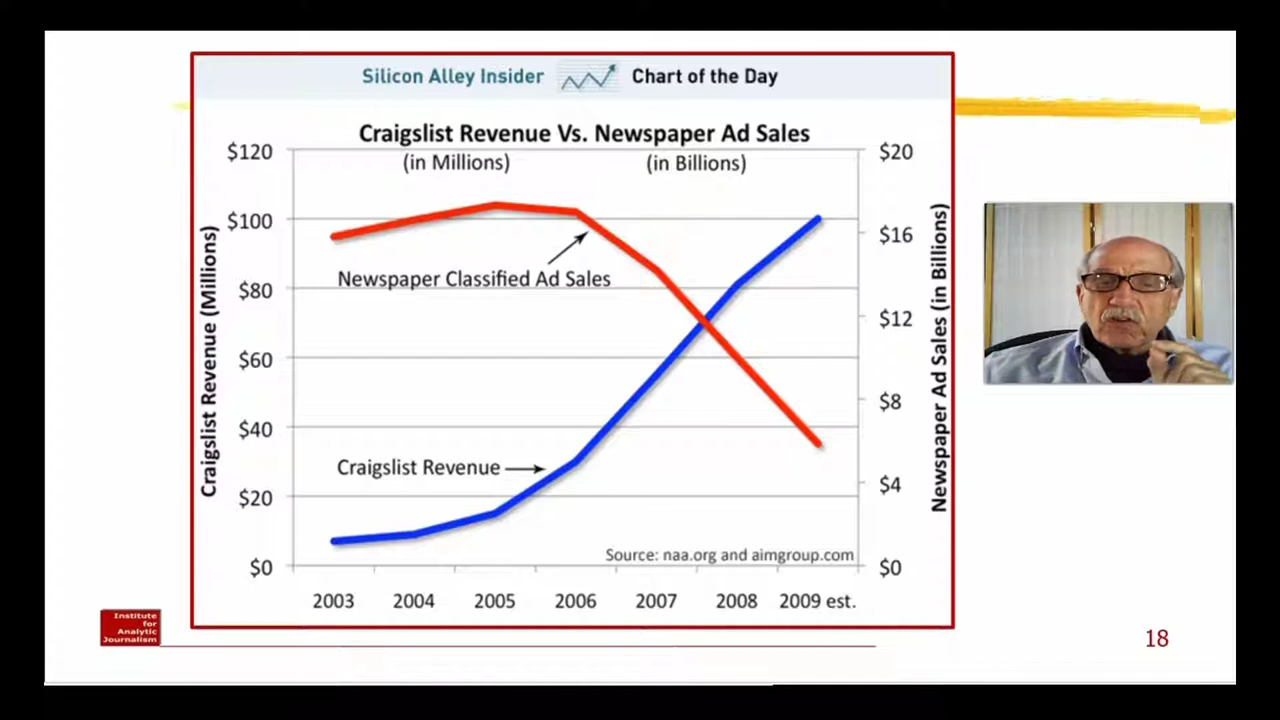 Silicon Alley Insider Chart of the Day
Craigslist Revenue Vs. Newspaper Ad Sales
(in Millions) (in Billions)
Craigslist Revenue (Millions)
$120
$100
$80
$60
$40
$20
$0
Newspaper Classified Ad Sales
Craigslist Revenue
Source: naa.org and aimgroup.com
$20
$16
$12
$8
$4
$0
Newspaper Ad Sales (in Billions)
2003 2004 2005 2006 2007 2008 2009 est.
Institute
for
Analytic
Journalism
18